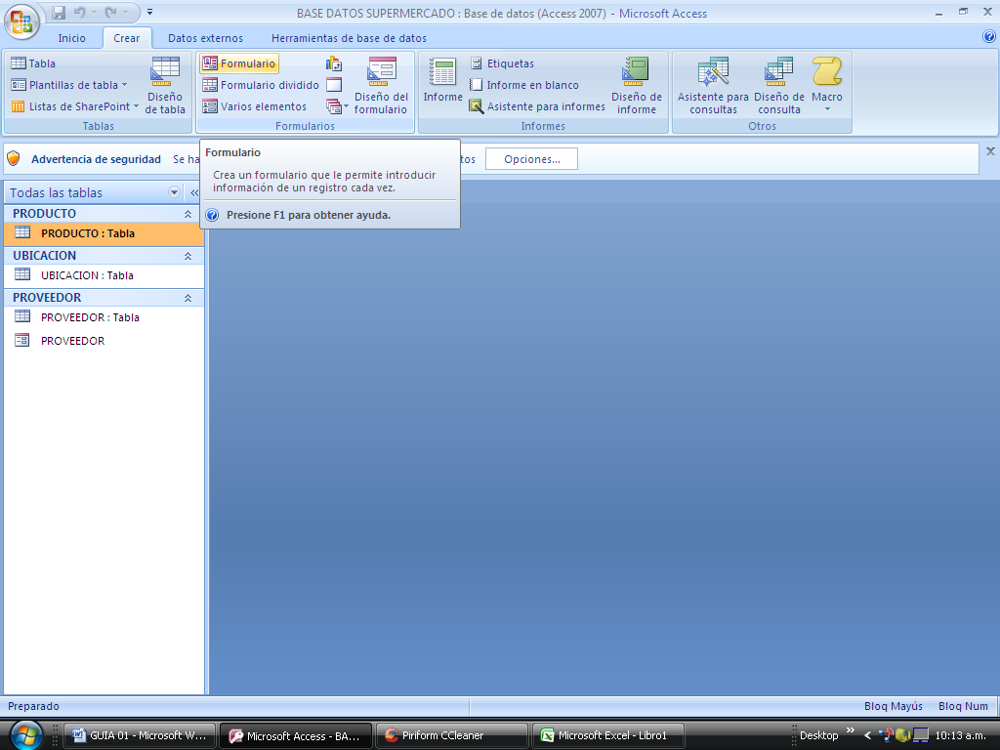 BASE DATOS SUPERMERCADO : Base de datos (Access 2007) - Microsoft Access
Inicio Crear Datos externos Herramientas de base de datos
Tabla
Plantillas de tabla
Listas de SharePoint
Diseño de tabla
Tablas
Formulario
Formulario dividido
Varios elementos
Diseño del formulario
Formularios
Informe
Etiquetas
Informe en blanco
Asistente para informes
Diseño de informe
Informes
Asistente para consultas
Diseño de consulta
Macro
Otros
Advertencia de seguridad Se ha
tos Opciones...
Formulario
Crea un formulario que le permite introducir
información de un registro cada vez.
Presione F1 para obtener ayuda.
Todas las tablas
PRODUCTO
PRODUCTO : Tabla
UBICACION
UBICACION : Tabla
PROVEEDOR
PROVEEDOR : Tabla
PROVEEDOR
Preparado Bloq Mayús Bloq Num
GUIA 01 - Microsoft W... Microsoft Access - BA... Piriform CCleaner Microsoft Excel - Libro1 Desktop 10:13 a.m.